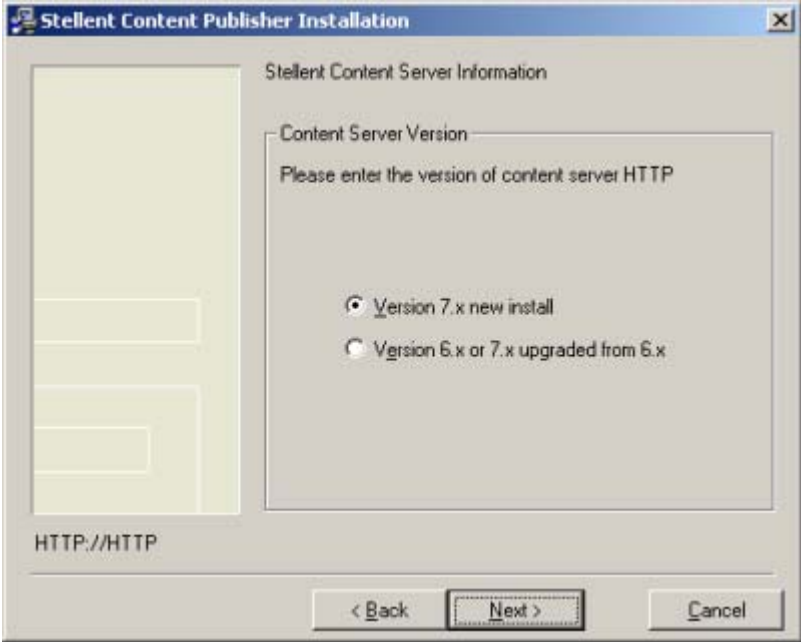 Stellent Content Publisher Installation
Stellent Content Server Information
Content Server Version
Please enter the version of content server HTTP
Version 7.x new install
Version 6.x or 7.x upgraded from 6.x
HTTP://HTTP
< Back Next > Cancel